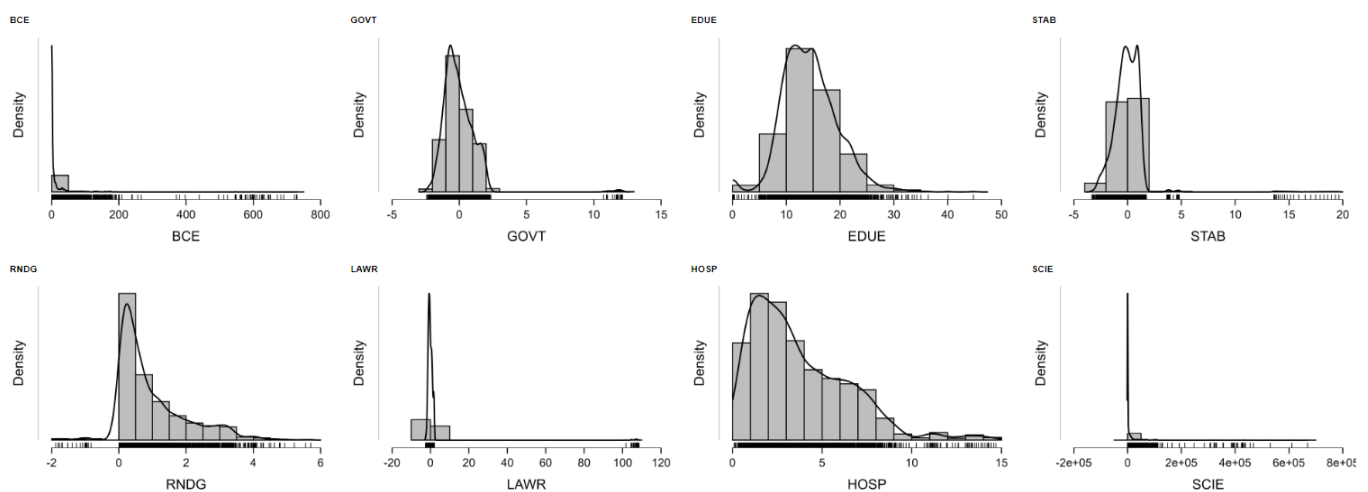 BCE
GOVT
EDUE
STAB
Density
Density
Density
Density
0 200 400 600 800
-5 0 5 10 15
0 10 20 30 40 50
-5 0 5 10 15 20
BCE
GOVT
EDUE
STAB
RNDG
LAWR
HOSP
SCIE
Density
Density
Density
Density
-2 0 2 4 6
-20 0 20 40 60 80 100 120
0 5 10 15
-2e+05 0 2e+05 4e+05 6e+05 8e+05
RNDG
LAWR
HOSP
SCIE